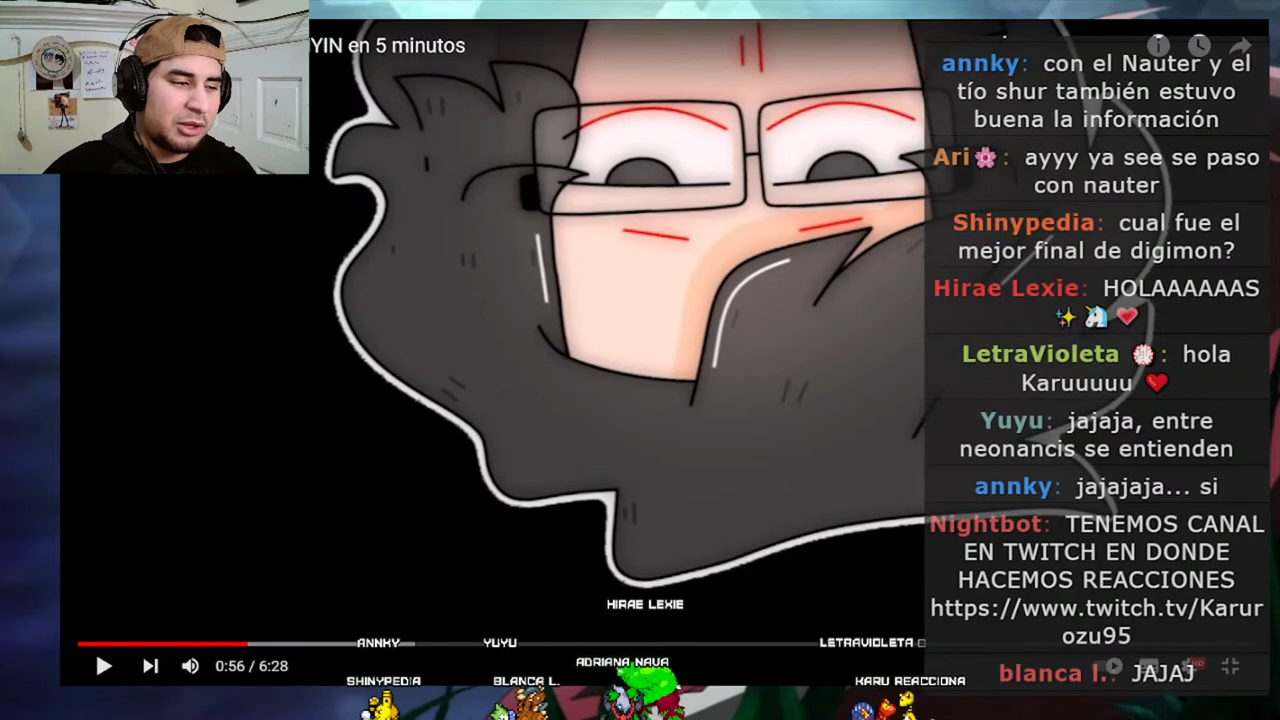 YIN en 5 minutos
annky: con el Nauter y el
tío shur también estuvo
buena la información
Ari🌸: ayyy ya see se paso
con nauter
Shinypedia: cual fue el
mejor final de digimon?
Hirae Lexie: HOLAAAAAAS
✨🦄❤️
LetraVioleta: hola
Karuuuuu ❤️
Yuyu: jajaja, entre
neonancis se entienden
annky: jajajaja... si
Nightbot: TENEMOS CANAL
EN TWITCH EN DONDE
HACEMOS REACCIONES
https://www.twitch.tv/Karur
ozu95
blanca l.: JAJAJ
HIRAE LEXIE
ANNKY
YUYU
LETRAVIOLETA
0:56 / 6:28
ADRIANA NAVA
HD
SHINYPEDIA
BLANCA L.
KARU REACCIONA